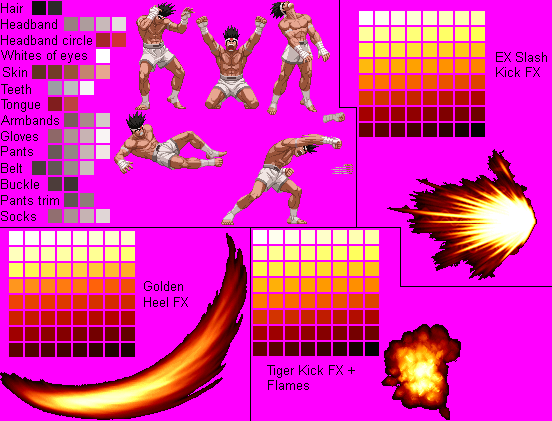 Hair
Headband
Headband circle
Whites of eyes
Skin
Teeth
Tongue
Armbands
Gloves
Pants
Belt
Buckle
Pants trim
Socks
EX Slash
Kick FX
Golden
Heel FX
Tiger Kick FX +
Flames